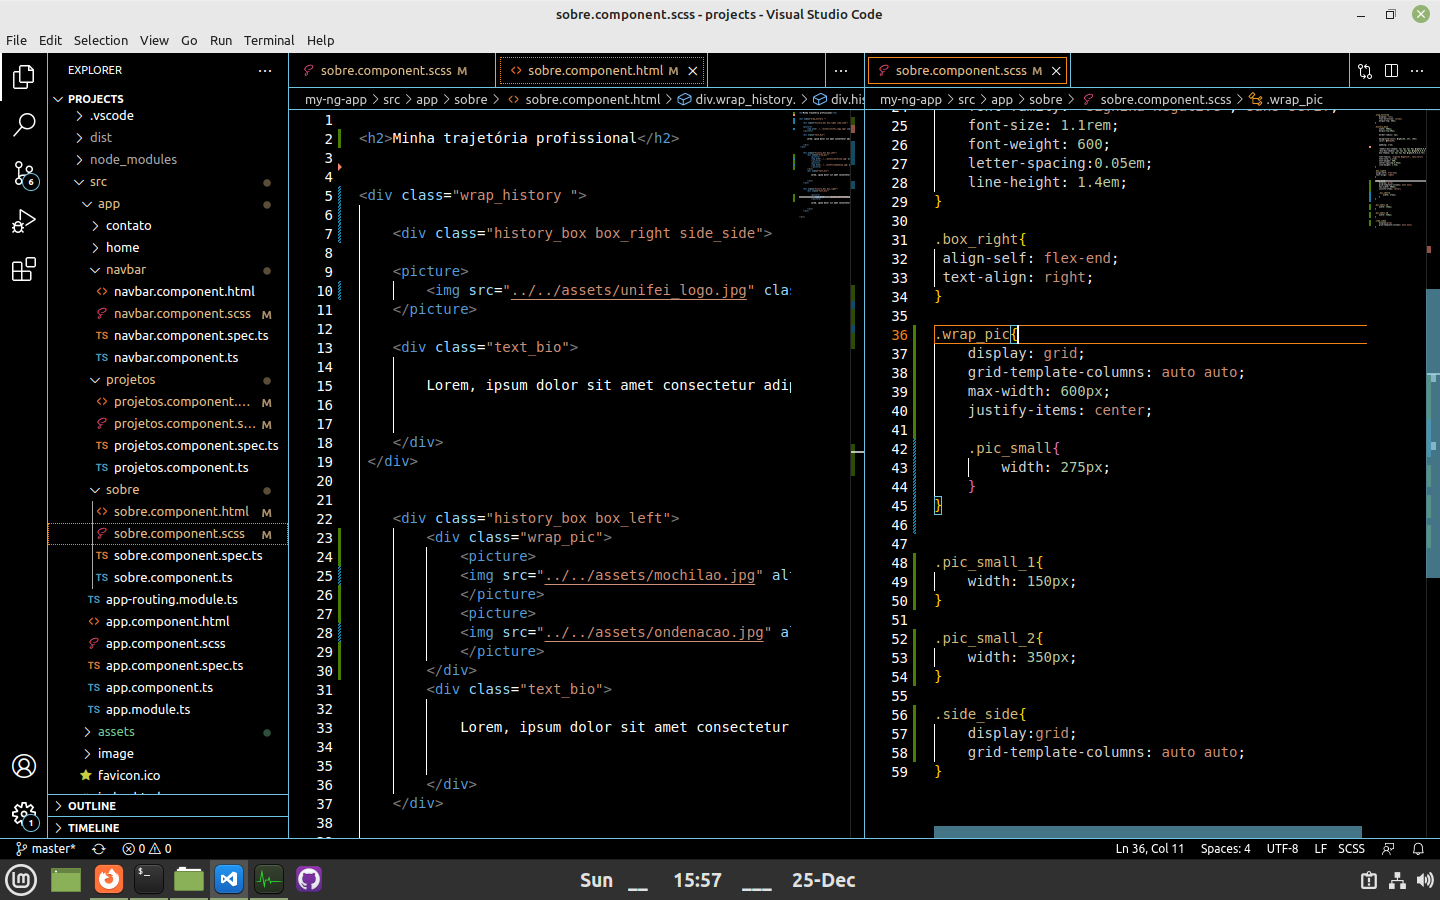 sobre.component.scss - projects - Visual Studio Code
File Edit Selection View Go Run Terminal Help
EXPLORER
PROJECTS
.vscode
dist
node_modules
src
app
contato
home
navbar
navbar.component.html
navbar.component.scss M
navbar.component.spec.ts
navbar.component.ts
projetos
projetos.component.... M
projetos.component.s... M
projetos.component.spec.ts
projetos.component.ts
sobre
sobre.component.html M
sobre.component.scss M
sobre.component.spec.ts
sobre.component.ts
app-routing.module.ts
app.component.html
app.component.scss
app.component.spec.ts
app.component.ts
app.module.ts
assets
image
favicon.ico
OUTLINE
TIMELINE
6
1
sobre.component.scss M
sobre.component.html M
my-ng-app > src > app > sobre > sobre.component.html > div.wrap_history. > div.his
1
2 <h2>Minha trajetória profissional</h2>
3
4
5 <div class="wrap_history ">
6
7 <div class="history_box box_right side_side">
8
9 <picture>
10 <img src="../../assets/unifei_logo.jpg" clas
11 </picture>
12
13 <div class="text_bio">
14
15 Lorem, ipsum dolor sit amet consectetur adip
16
17
18 </div>
19 </div>
20
21
22 <div class="history_box box_left">
23 <div class="wrap_pic">
24 <picture>
25 <img src="../../assets/mochilao.jpg" alt
26 </picture>
27 <picture>
28 <img src="../../assets/ondenacao.jpg" al
29 </picture>
30 </div>
31 <div class="text_bio">
32
33 Lorem, ipsum dolor sit amet consectetur
34
35
36 </div>
37 </div>
38
sobre.component.scss M
my-ng-app > src > app > sobre > sobre.component.scss > .wrap_pic
25 font-size: 1.1rem;
26 font-weight: 600;
27 letter-spacing:0.05em;
28 line-height: 1.4em;
29 }
30
31 .box_right{
32 align-self: flex-end;
33 text-align: right;
34 }
35
36 .wrap_pic{
37 display: grid;
38 grid-template-columns: auto auto;
39 max-width: 600px;
40 justify-items: center;
41
42 .pic_small{
43 width: 275px;
44 }
45 }
46
47
48 .pic_small_1{
49 width: 150px;
50 }
51
52 .pic_small_2{
53 width: 350px;
54 }
55
56 .side_side{
57 display:grid;
58 grid-template-columns: auto auto;
59 }
master* 0 0 Ln 36, Col 11 Spaces: 4 UTF-8 LF SCSS
Sun __ 15:57 ___ 25-Dec